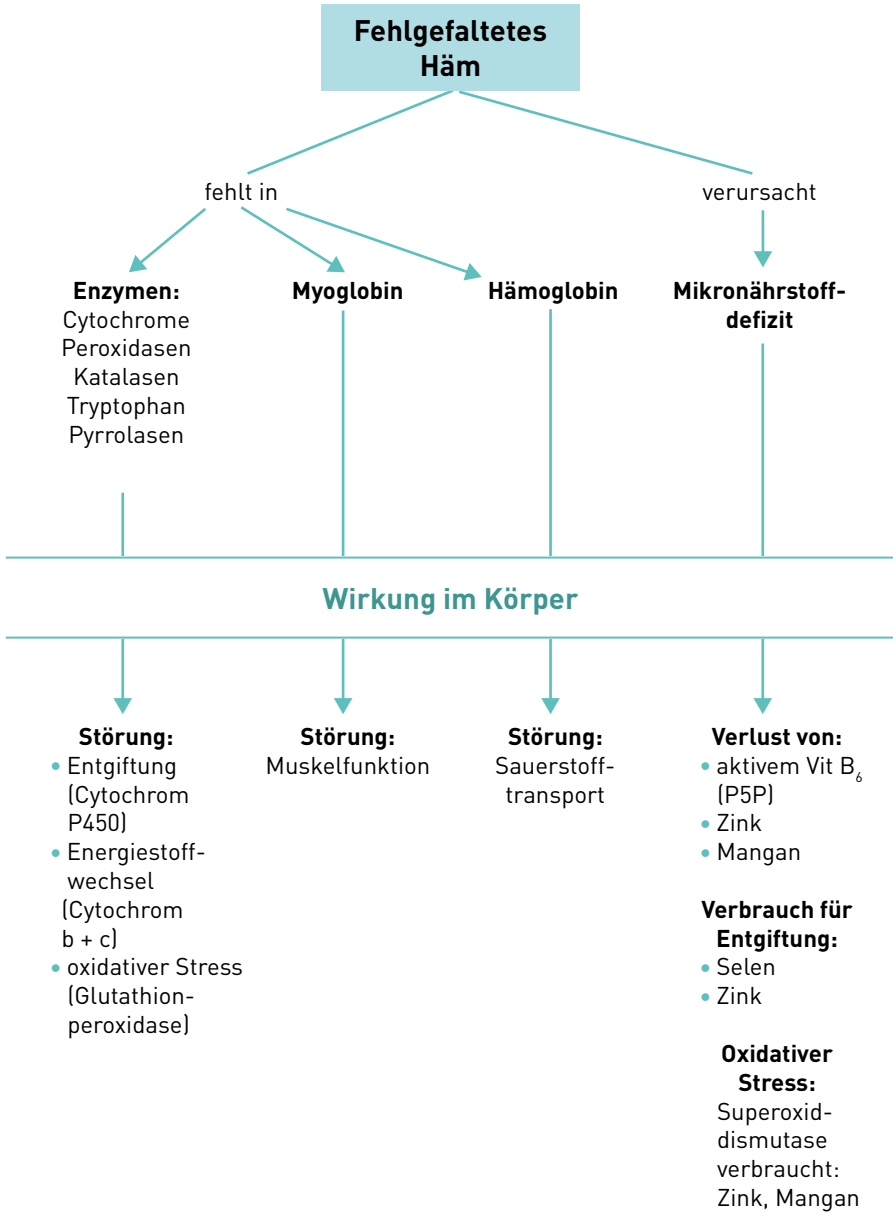 Fehlgefaltetes
Häm
fehlt in
verursacht
Enzymen:
Cytochrome
Peroxidasen
Katalasen
Tryptophan
Pyrrolasen
Myoglobin
Hämoglobin
Mikronährstoff-
defizit
Wirkung im Körper
Störung:
• Entgiftung
(Cytochrom
P450)
• Energiestoff-
wechsel
(Cytochrom
b + c)
• oxidativer Stress
(Glutathion-
peroxidase)
Störung:
Muskelfunktion
Störung:
Sauerstoff-
transport
Verlust von:
• aktivem Vit B₆
(P5P)
• Zink
• Mangan
Verbrauch für
Entgiftung:
• Selen
• Zink
Oxidativer
Stress:
Superoxid-
dismutase
verbraucht:
Zink, Mangan